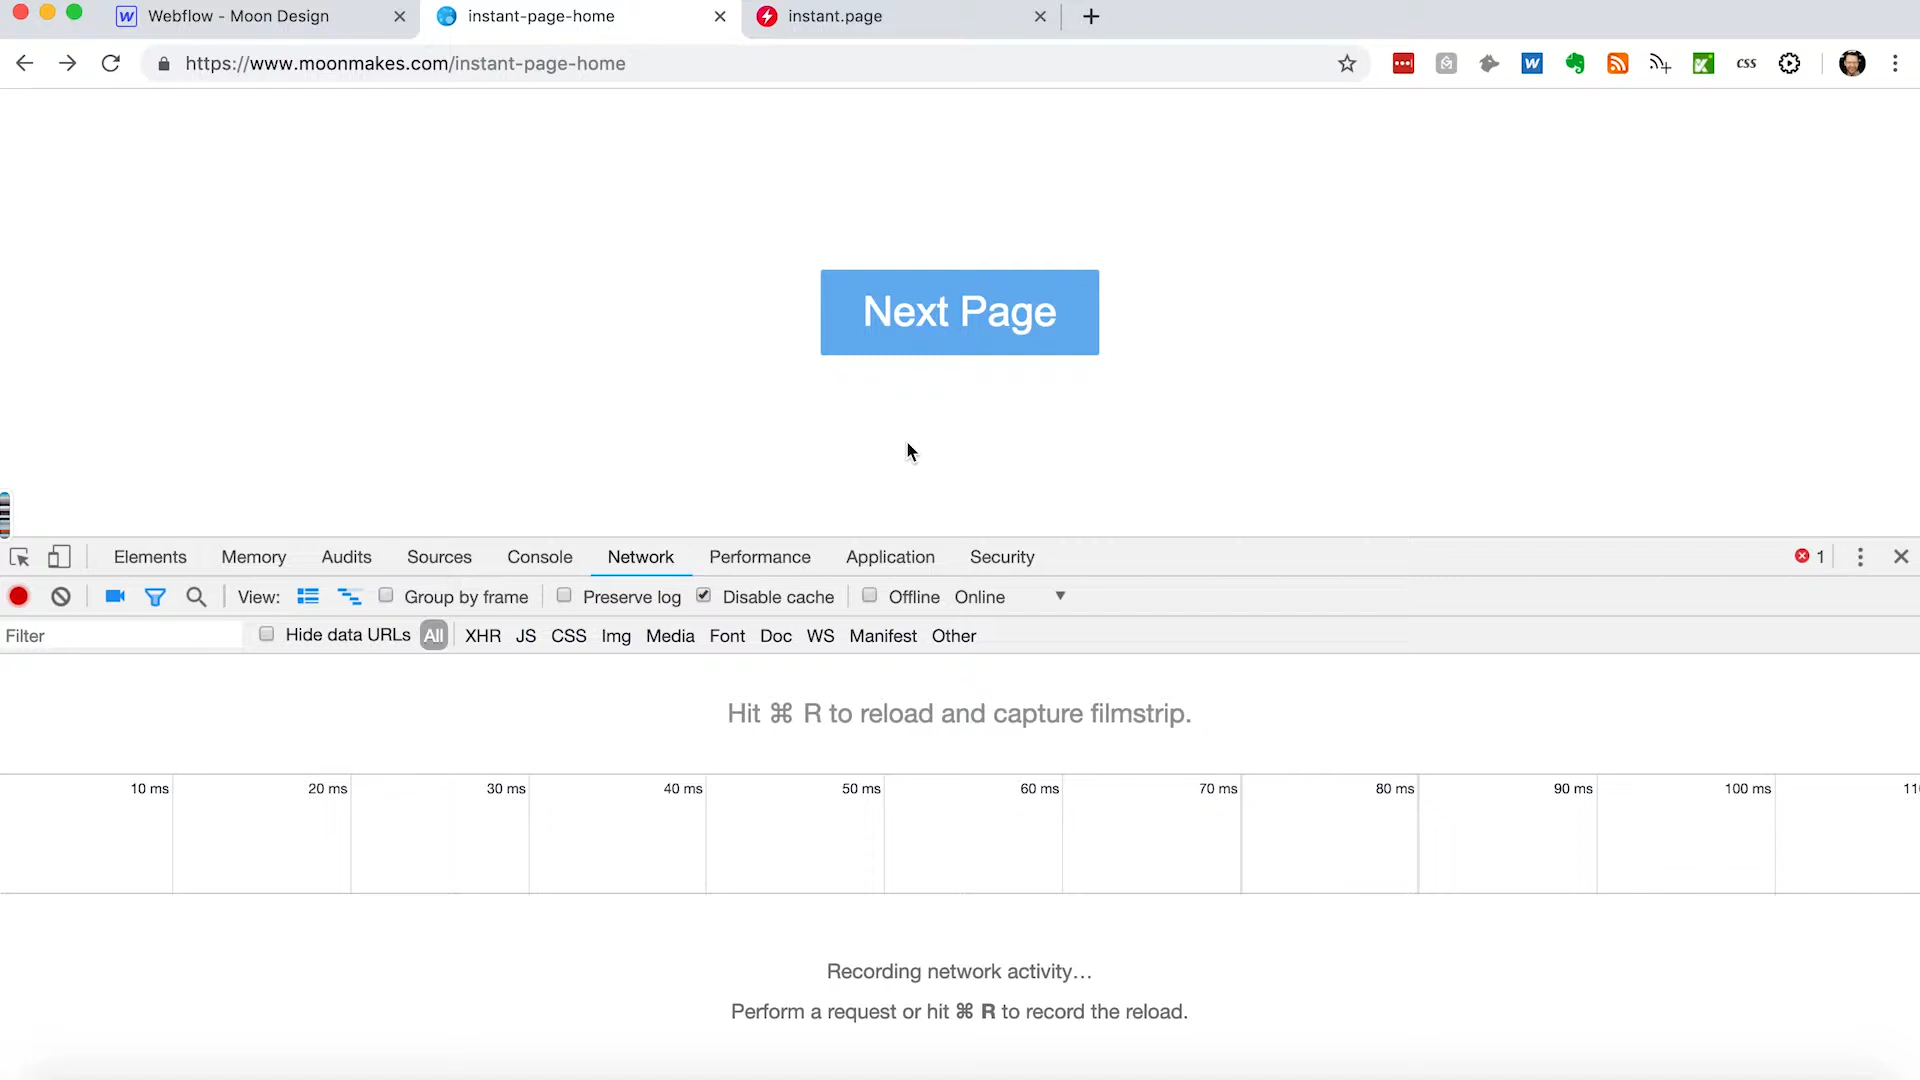 Webflow - Moon Design
instant-page-home
instant.page
https://www.moonmakes.com/instant-page-home
css
Next Page
Elements Memory Audits Sources Console Network Performance Application Security 1
View: Group by frame Preserve log Disable cache Offline Online
Filter Hide data URLs All XHR JS CSS Img Media Font Doc WS Manifest Other
Hit ⌘ R to reload and capture filmstrip.
10 ms 20 ms 30 ms 40 ms 50 ms 60 ms 70 ms 80 ms 90 ms 100 ms 11
Recording network activity…
Perform a request or hit ⌘ R to record the reload.